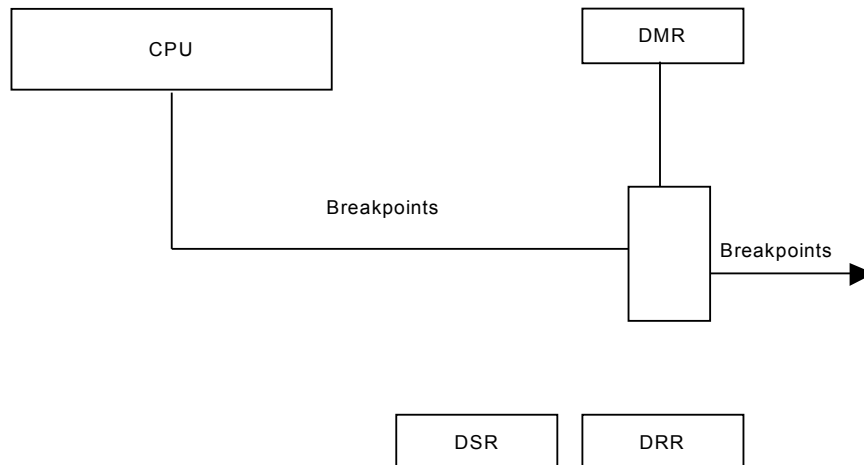 CPU
DMR
Breakpoints
Breakpoints
DSR
DRR